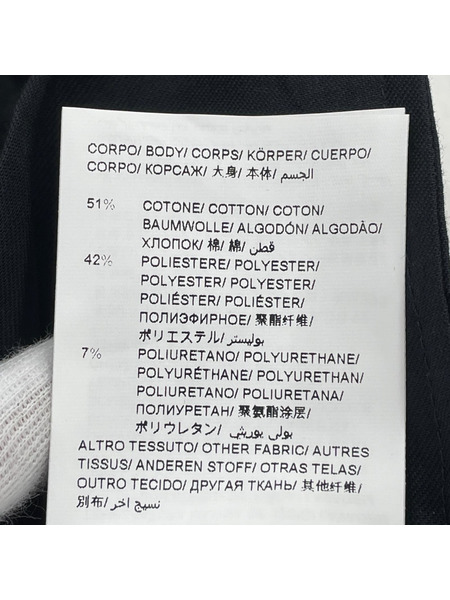 CORPO/ BODY/ CORPS/ KÖRPER/ CUERPO/
CORPO/ КОРСАЖ/ 大身/ 本体/ الجسم
51% COTONE/ COTTON/ COTON/
BAUMWOLLE/ ALGODÓN/ ALGODÃO/
ХЛОПОК/ 棉/ 綿/ قطن
42% POLIESTERE/ POLYESTER/
POLYESTER/ POLYESTER/
POLIÉSTER/ POLIÉSTER/
ПОЛИЭФИРНОЕ/ 聚酯纤维/
ポリエステル/ بوليستر
7% POLIURETANO/ POLYURETHANE/
POLYURÉTHANE/ POLYURETHAN/
POLIURETANO/ POLIURETANA/
ПОЛИУРЕТАН/ 聚氨酯涂层/
ポリウレタン/ بولي يوريثي
ALTRO TESSUTO/ OTHER FABRIC/ AUTRES
TISSUS/ ANDEREN STOFF/ OTRAS TELAS/
OUTRO TECIDO/ ДРУГАЯ ТКАНЬ/ 其他纤维/
別布/ نسيج آخر